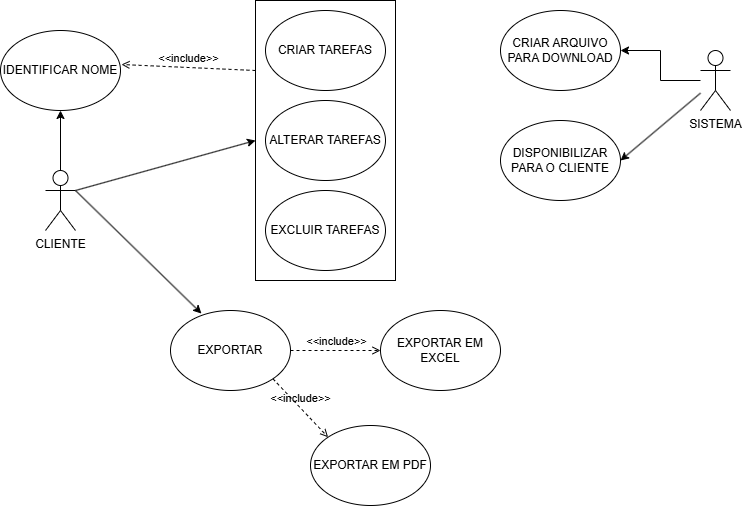 IDENTIFICAR NOME
<<include>>
CRIAR TAREFAS
ALTERAR TAREFAS
EXCLUIR TAREFAS
CLIENTE
CRIAR ARQUIVO
PARA DOWNLOAD
DISPONIBILIZAR
PARA O CLIENTE
SISTEMA
EXPORTAR
<<include>>
EXPORTAR EM
EXCEL
<<include>>
EXPORTAR EM PDF